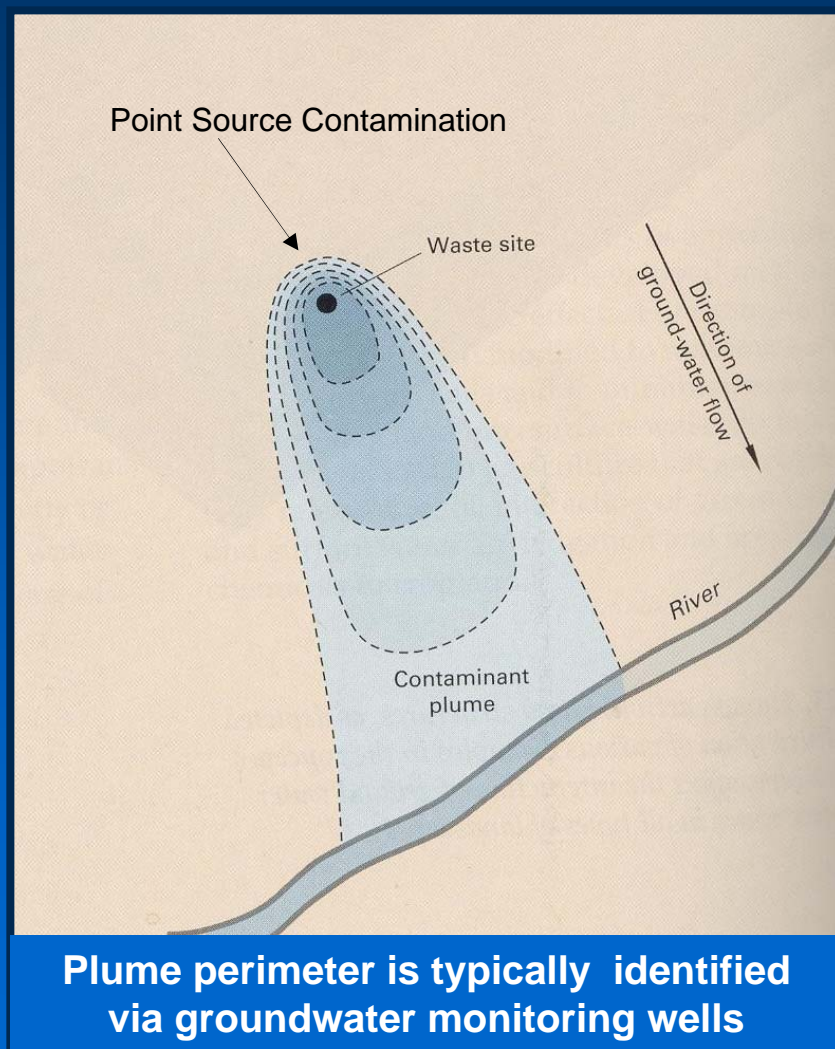 Point Source Contamination
Waste site
Direction of
ground-water flow
River
Contaminant
plume
Plume perimeter is typically identified
via groundwater monitoring wells